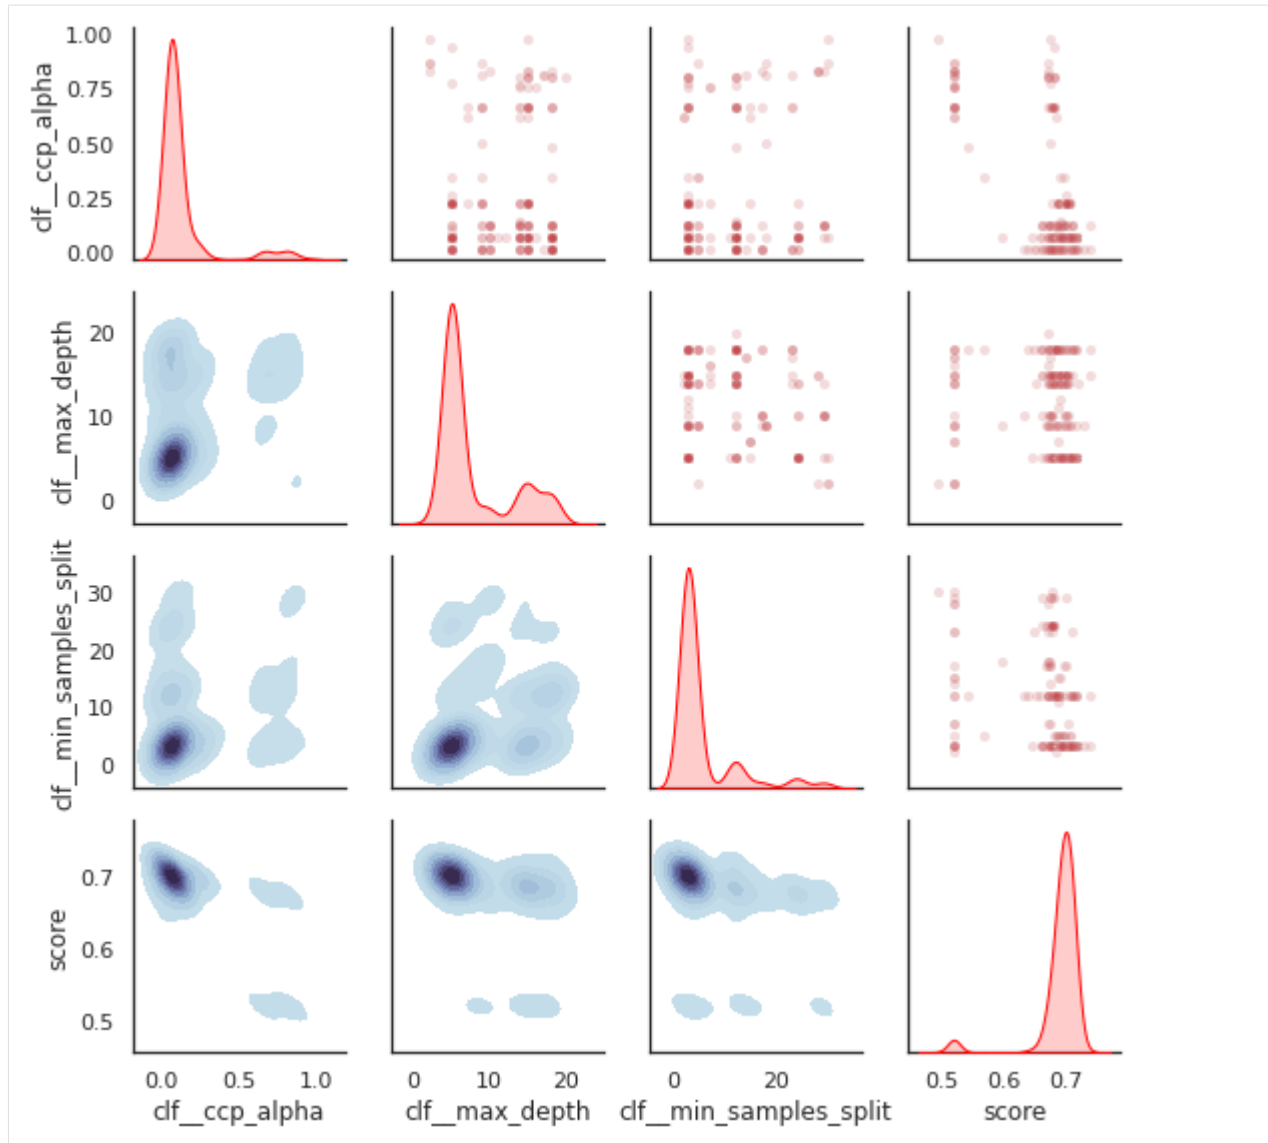 1.00
0.75
0.50
0.25
0.00
clf__ccp_alpha
20
10
0
clf__max_depth
30
20
10
0
clf__min_samples_split
0.7
0.6
0.5
score
0.0 0.5 1.0 0 10 20 0 20 0.5 0.6 0.7
clf__ccp_alpha clf__max_depth clf__min_samples_split score